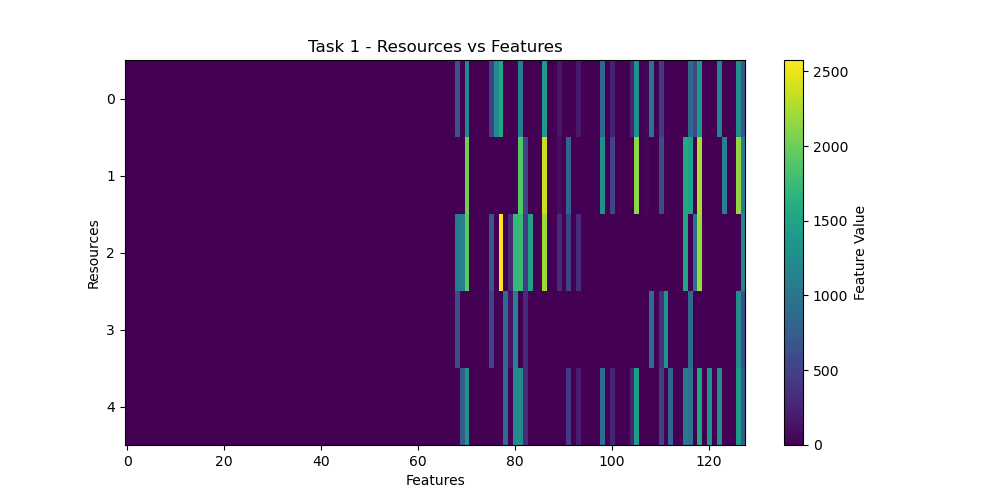 Task 1 - Resources vs Features
Resources
0
1
2
3
4
0 20 40 60 80 100 120
Features
2500
2000
1500
1000
500
0
Feature Value